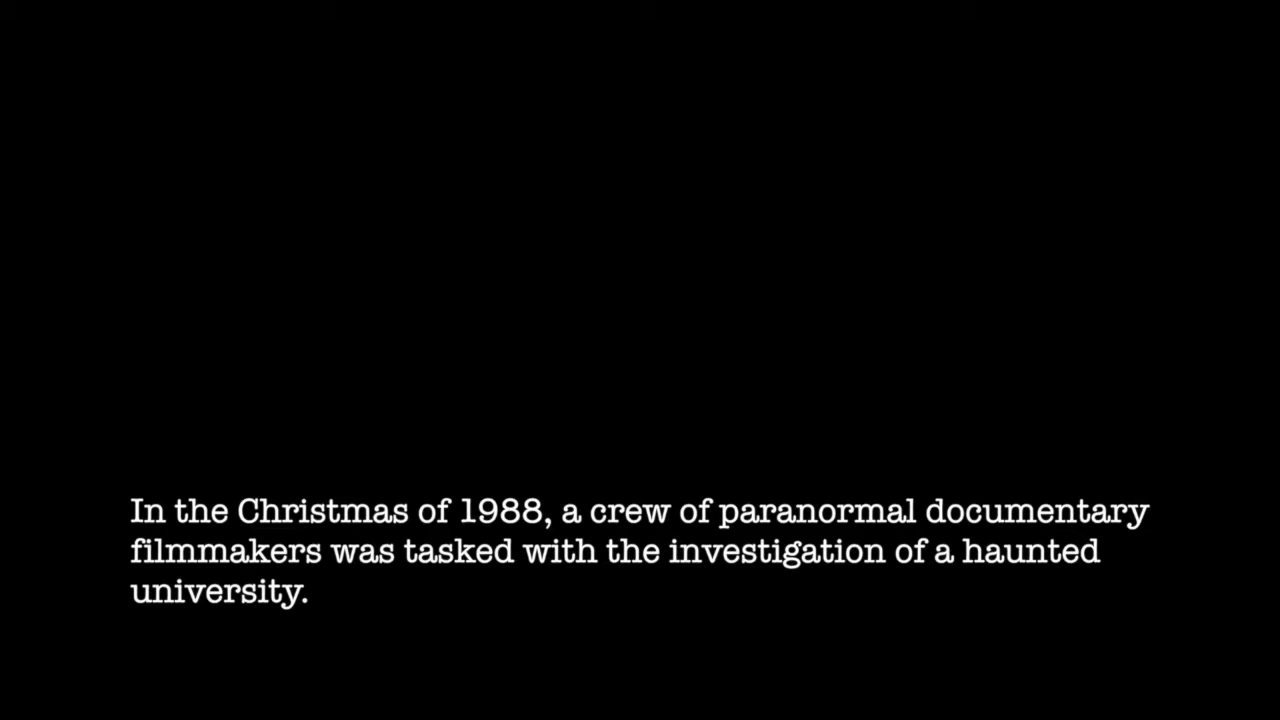 In the Christmas of 1988, a crew of paranormal documentary
filmmakers was tasked with the investigation of a haunted
university.